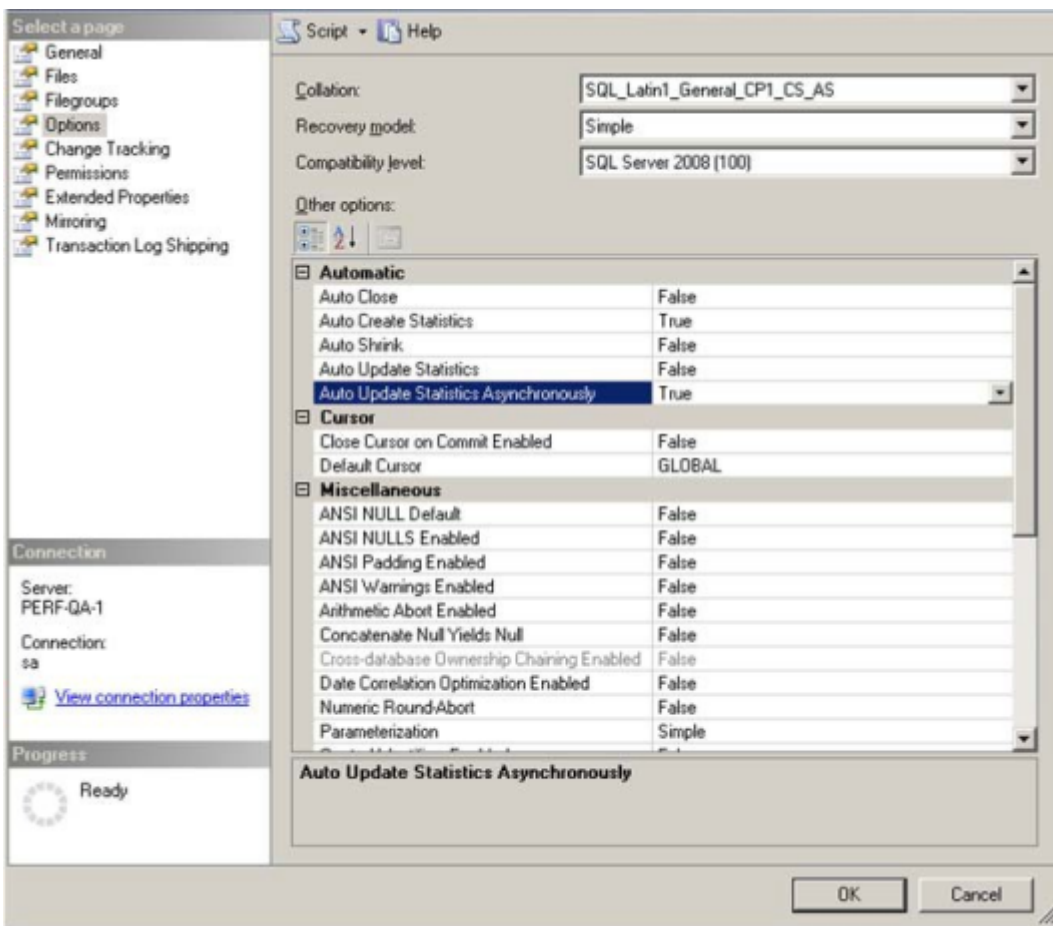 Select a page
General
Files
Filegroups
Options
Change Tracking
Permissions
Extended Properties
Mirroring
Transaction Log Shipping
Connection
Server:
PERF-QA-1
Connection:
sa
View connection properties
Progress
Ready
Script Help
Collation: SQL_Latin1_General_CP1_CS_AS
Recovery model: Simple
Compatibility level: SQL Server 2008 (100)
Other options:
Automatic
Auto Close False
Auto Create Statistics True
Auto Shrink False
Auto Update Statistics False
Auto Update Statistics Asynchronously True
Cursor
Close Cursor on Commit Enabled False
Default Cursor GLOBAL
Miscellaneous
ANSI NULL Default False
ANSI NULLS Enabled False
ANSI Padding Enabled False
ANSI Warnings Enabled False
Arithmetic Abort Enabled False
Concatenate Null Yields Null False
Cross-database Ownership Chaining Enabled False
Date Correlation Optimization Enabled False
Numeric Round-Abort False
Parameterization Simple
Auto Update Statistics Asynchronously
OK Cancel